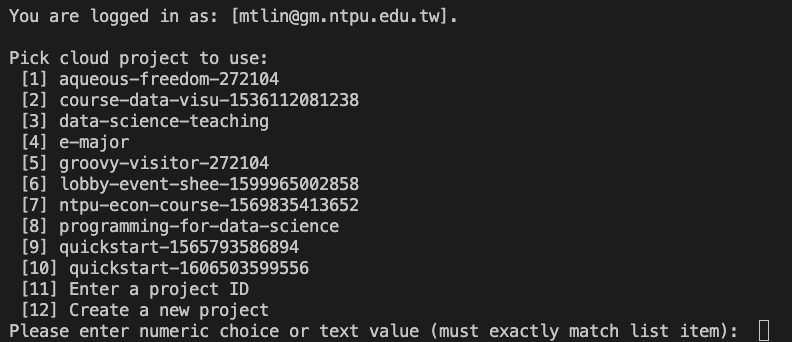 You are logged in as: [mtlin@gm.ntpu.edu.tw].
Pick cloud project to use:
[1] aqueous-freedom-272104
[2] course-data-visu-1536112081238
[3] data-science-teaching
[4] e-major
[5] groovy-visitor-272104
[6] lobby-event-shee-1599965002858
[7] ntpu-econ-course-1569835413652
[8] programming-for-data-science
[9] quickstart-1565793586894
[10] quickstart-1606503599556
[11] Enter a project ID
[12] Create a new project
Please enter numeric choice or text value (must exactly match list item):